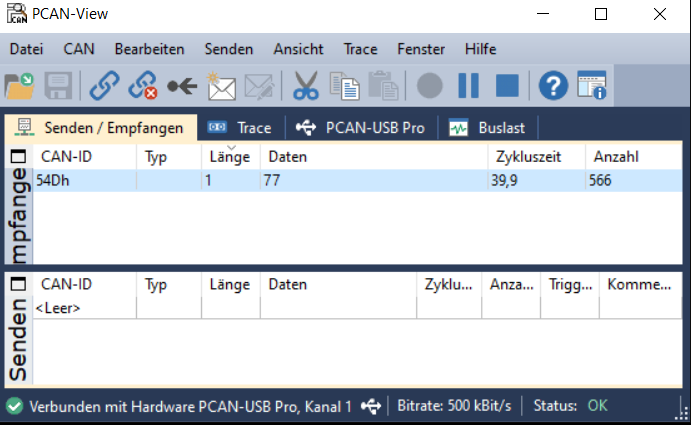 PCAN-View
Datei CAN Bearbeiten Senden Ansicht Trace Fenster Hilfe
Senden / Empfangen Trace PCAN-USB Pro Buslast
CAN-ID Typ Länge Daten Zykluszeit Anzahl
54Dh 1 77 39,9 566
mpfange
CAN-ID Typ Länge Daten Zyklu... Anza... Trigg... Komme...
<Leer>
Senden
Verbunden mit Hardware PCAN-USB Pro, Kanal 1 Bitrate: 500 kBit/s Status: OK